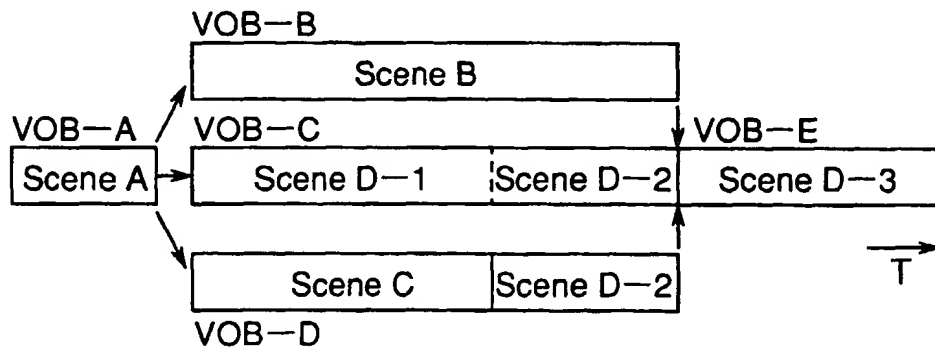 VOB—B
Scene B
VOB—A VOB—C VOB—E
Scene A Scene D—1 Scene D—2 Scene D—3
T
Scene C Scene D—2
VOB—D